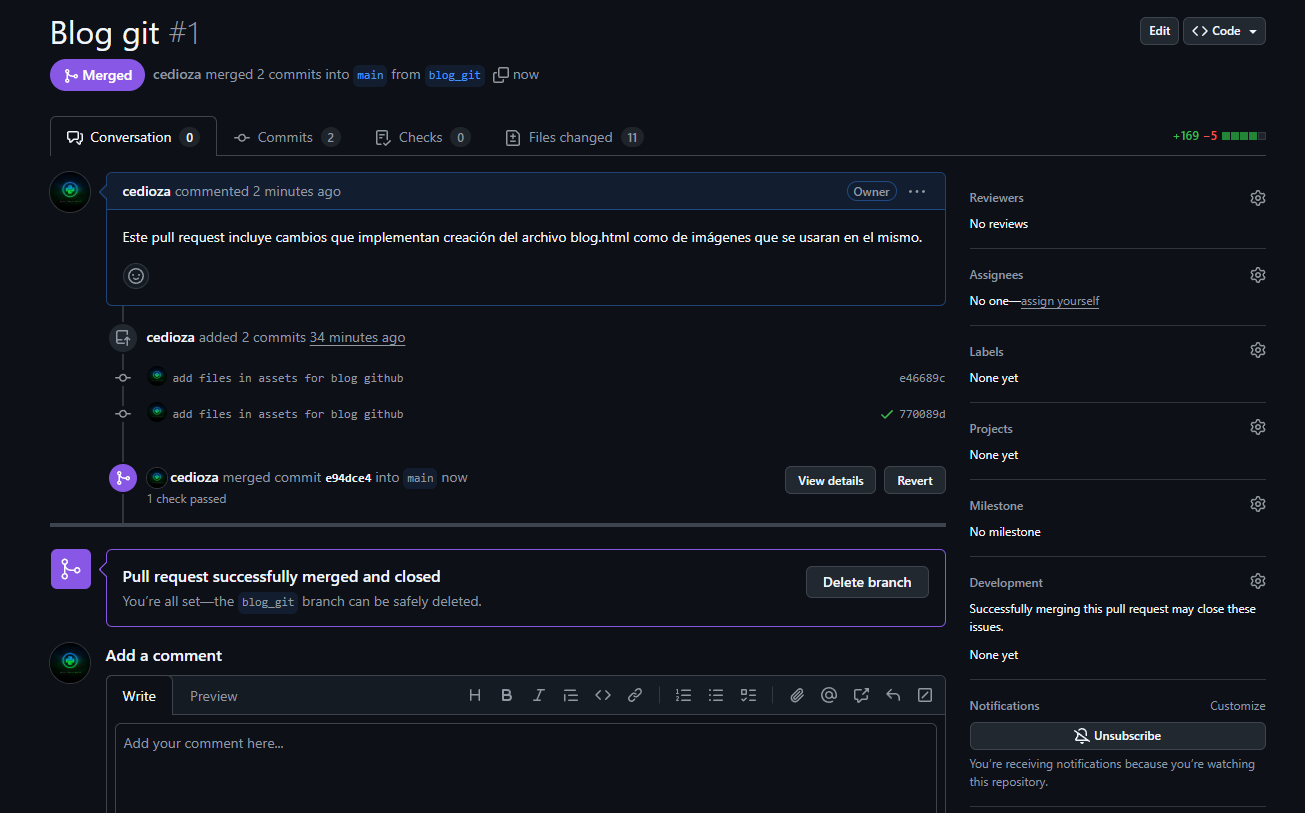 Blog git #1
Edit
Code
Merged
cedioza merged 2 commits into main from blog_git now
Conversation 0
Commits 2
Checks 0
Files changed 11
+169 −5
cedioza commented 2 minutes ago
Owner
Este pull request incluye cambios que implementan creación del archivo blog.html como de imágenes que se usaran en el mismo.
cedioza added 2 commits 34 minutes ago
add files in assets for blog github
e46689c
add files in assets for blog github
770089d
cedioza merged commit e94dce4 into main now
1 check passed
View details
Revert
Pull request successfully merged and closed
You’re all set—the blog_git branch can be safely deleted.
Delete branch
Add a comment
Write
Preview
Add your comment here...
Reviewers
No reviews
Assignees
No one—assign yourself
Labels
None yet
Projects
None yet
Milestone
No milestone
Development
Successfully merging this pull request may close these
issues.
None yet
Notifications
Customize
Unsubscribe
You’re receiving notifications because you’re watching
this repository.